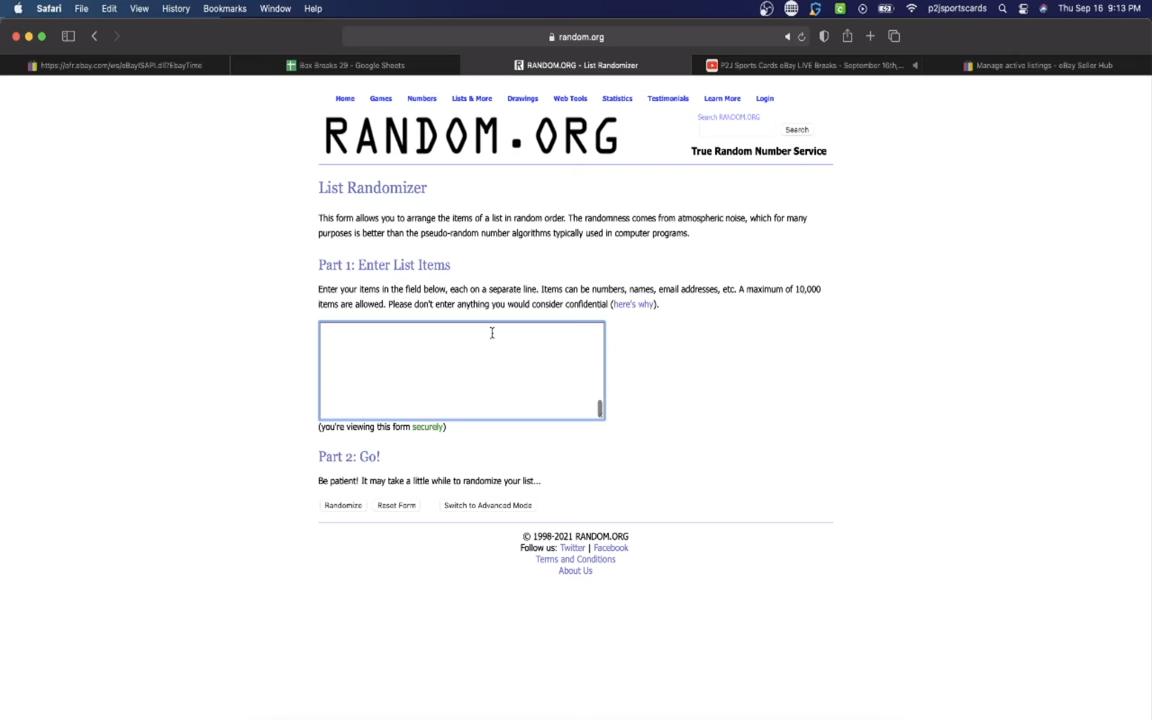 Safari File Edit View History Bookmarks Window Help p2jsportscards Thu Sep 16 9:13 PM
random.org
https://ofr.ebay.com/ws/eBayISAPI.dll?EbayTime Box Breaks 29 - Google Sheets RANDOM.ORG - List Randomizer P2J Sports Cards eBay LIVE Breaks - September 16th,... Manage active listings - eBay Seller Hub
Home Games Numbers Lists & More Drawings Web Tools Statistics Testimonials Learn More Login
RANDOM.ORG
Search RANDOM.ORG
Search
True Random Number Service
List Randomizer
This form allows you to arrange the items of a list in random order. The randomness comes from atmospheric noise, which for many
purposes is better than the pseudo-random number algorithms typically used in computer programs.
Part 1: Enter List Items
Enter your items in the field below, each on a separate line. Items can be numbers, names, email addresses, etc. A maximum of 10,000
items are allowed. Please don't enter anything you would consider confidential (here's why).
(you're viewing this form securely)
Part 2: Go!
Be patient! It may take a little while to randomize your list...
Randomize Reset Form Switch to Advanced Mode
© 1998-2021 RANDOM.ORG
Follow us: Twitter | Facebook
Terms and Conditions
About Us